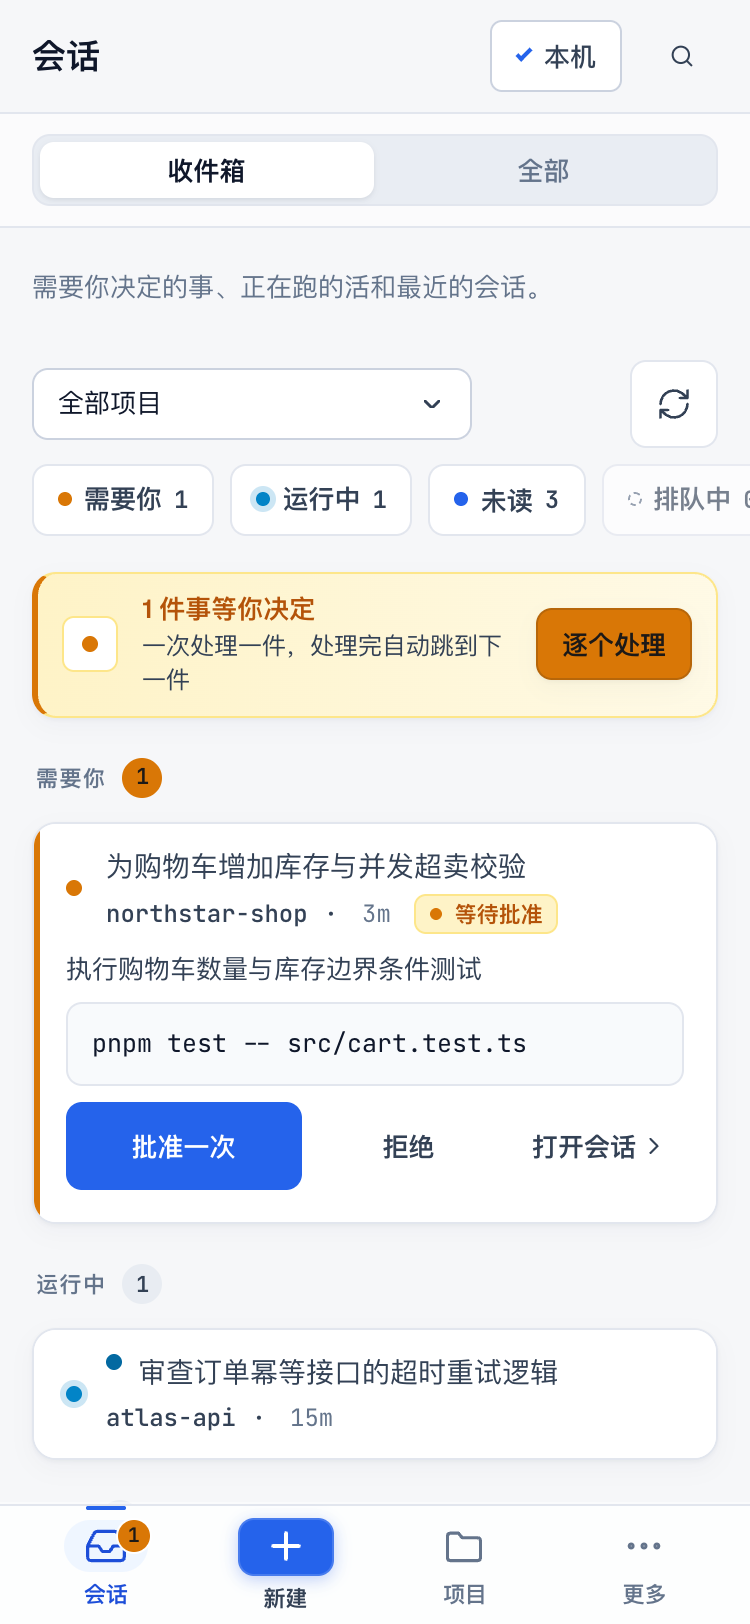 会话
本机
收件箱
全部
需要你决定的事、正在跑的活和最近的会话。
全部项目
需要你 1
运行中 1
未读 3
排队中
1 件事等你决定
一次处理一件，处理完自动跳到下
一件
逐个处理
需要你 1
为购物车增加库存与并发超卖校验
northstar-shop · 3m 等待批准
执行购物车数量与库存边界条件测试
pnpm test -- src/cart.test.ts
批准一次
拒绝
打开会话
运行中 1
审查订单幂等接口的超时重试逻辑
atlas-api · 15m
1
会话
新建
项目
更多